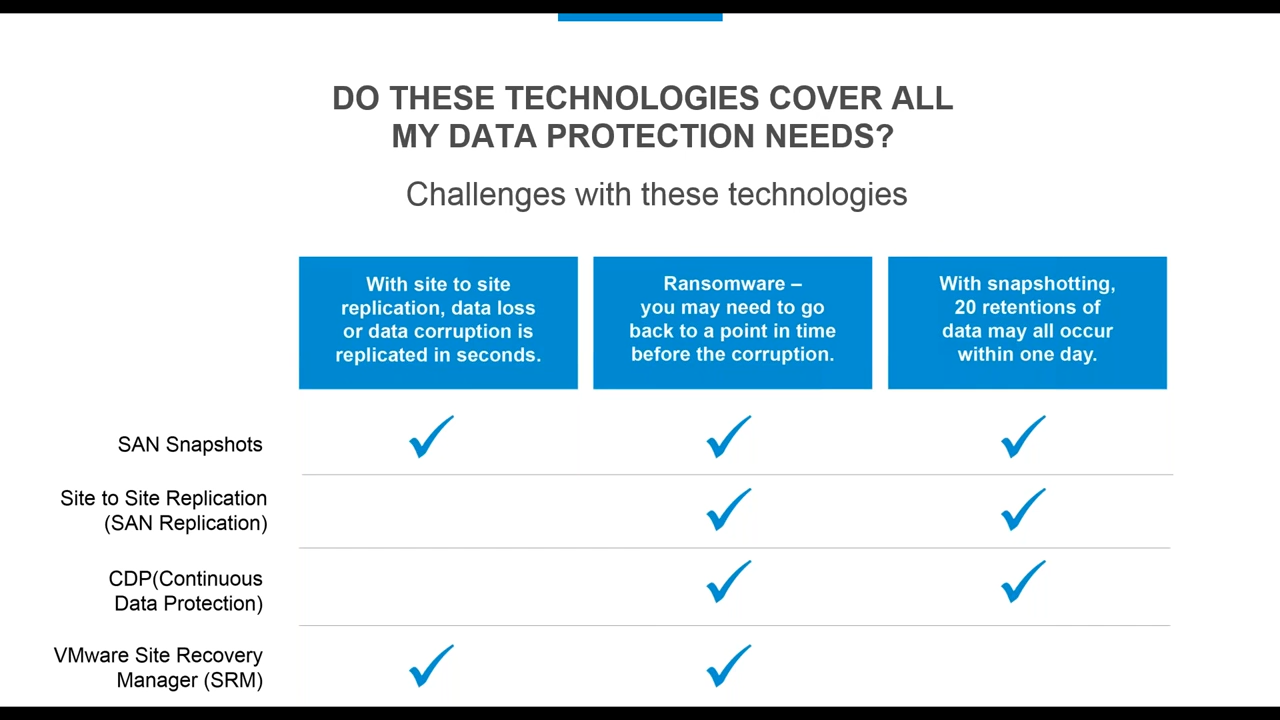 DO THESE TECHNOLOGIES COVER ALL
MY DATA PROTECTION NEEDS?
Challenges with these technologies
With site to site
replication, data loss
or data corruption is
replicated in seconds.
Ransomware –
you may need to go
back to a point in time
before the corruption.
With snapshotting,
20 retentions of
data may all occur
within one day.
SAN Snapshots
Site to Site Replication
(SAN Replication)
CDP(Continuous
Data Protection)
VMware Site Recovery
Manager (SRM)